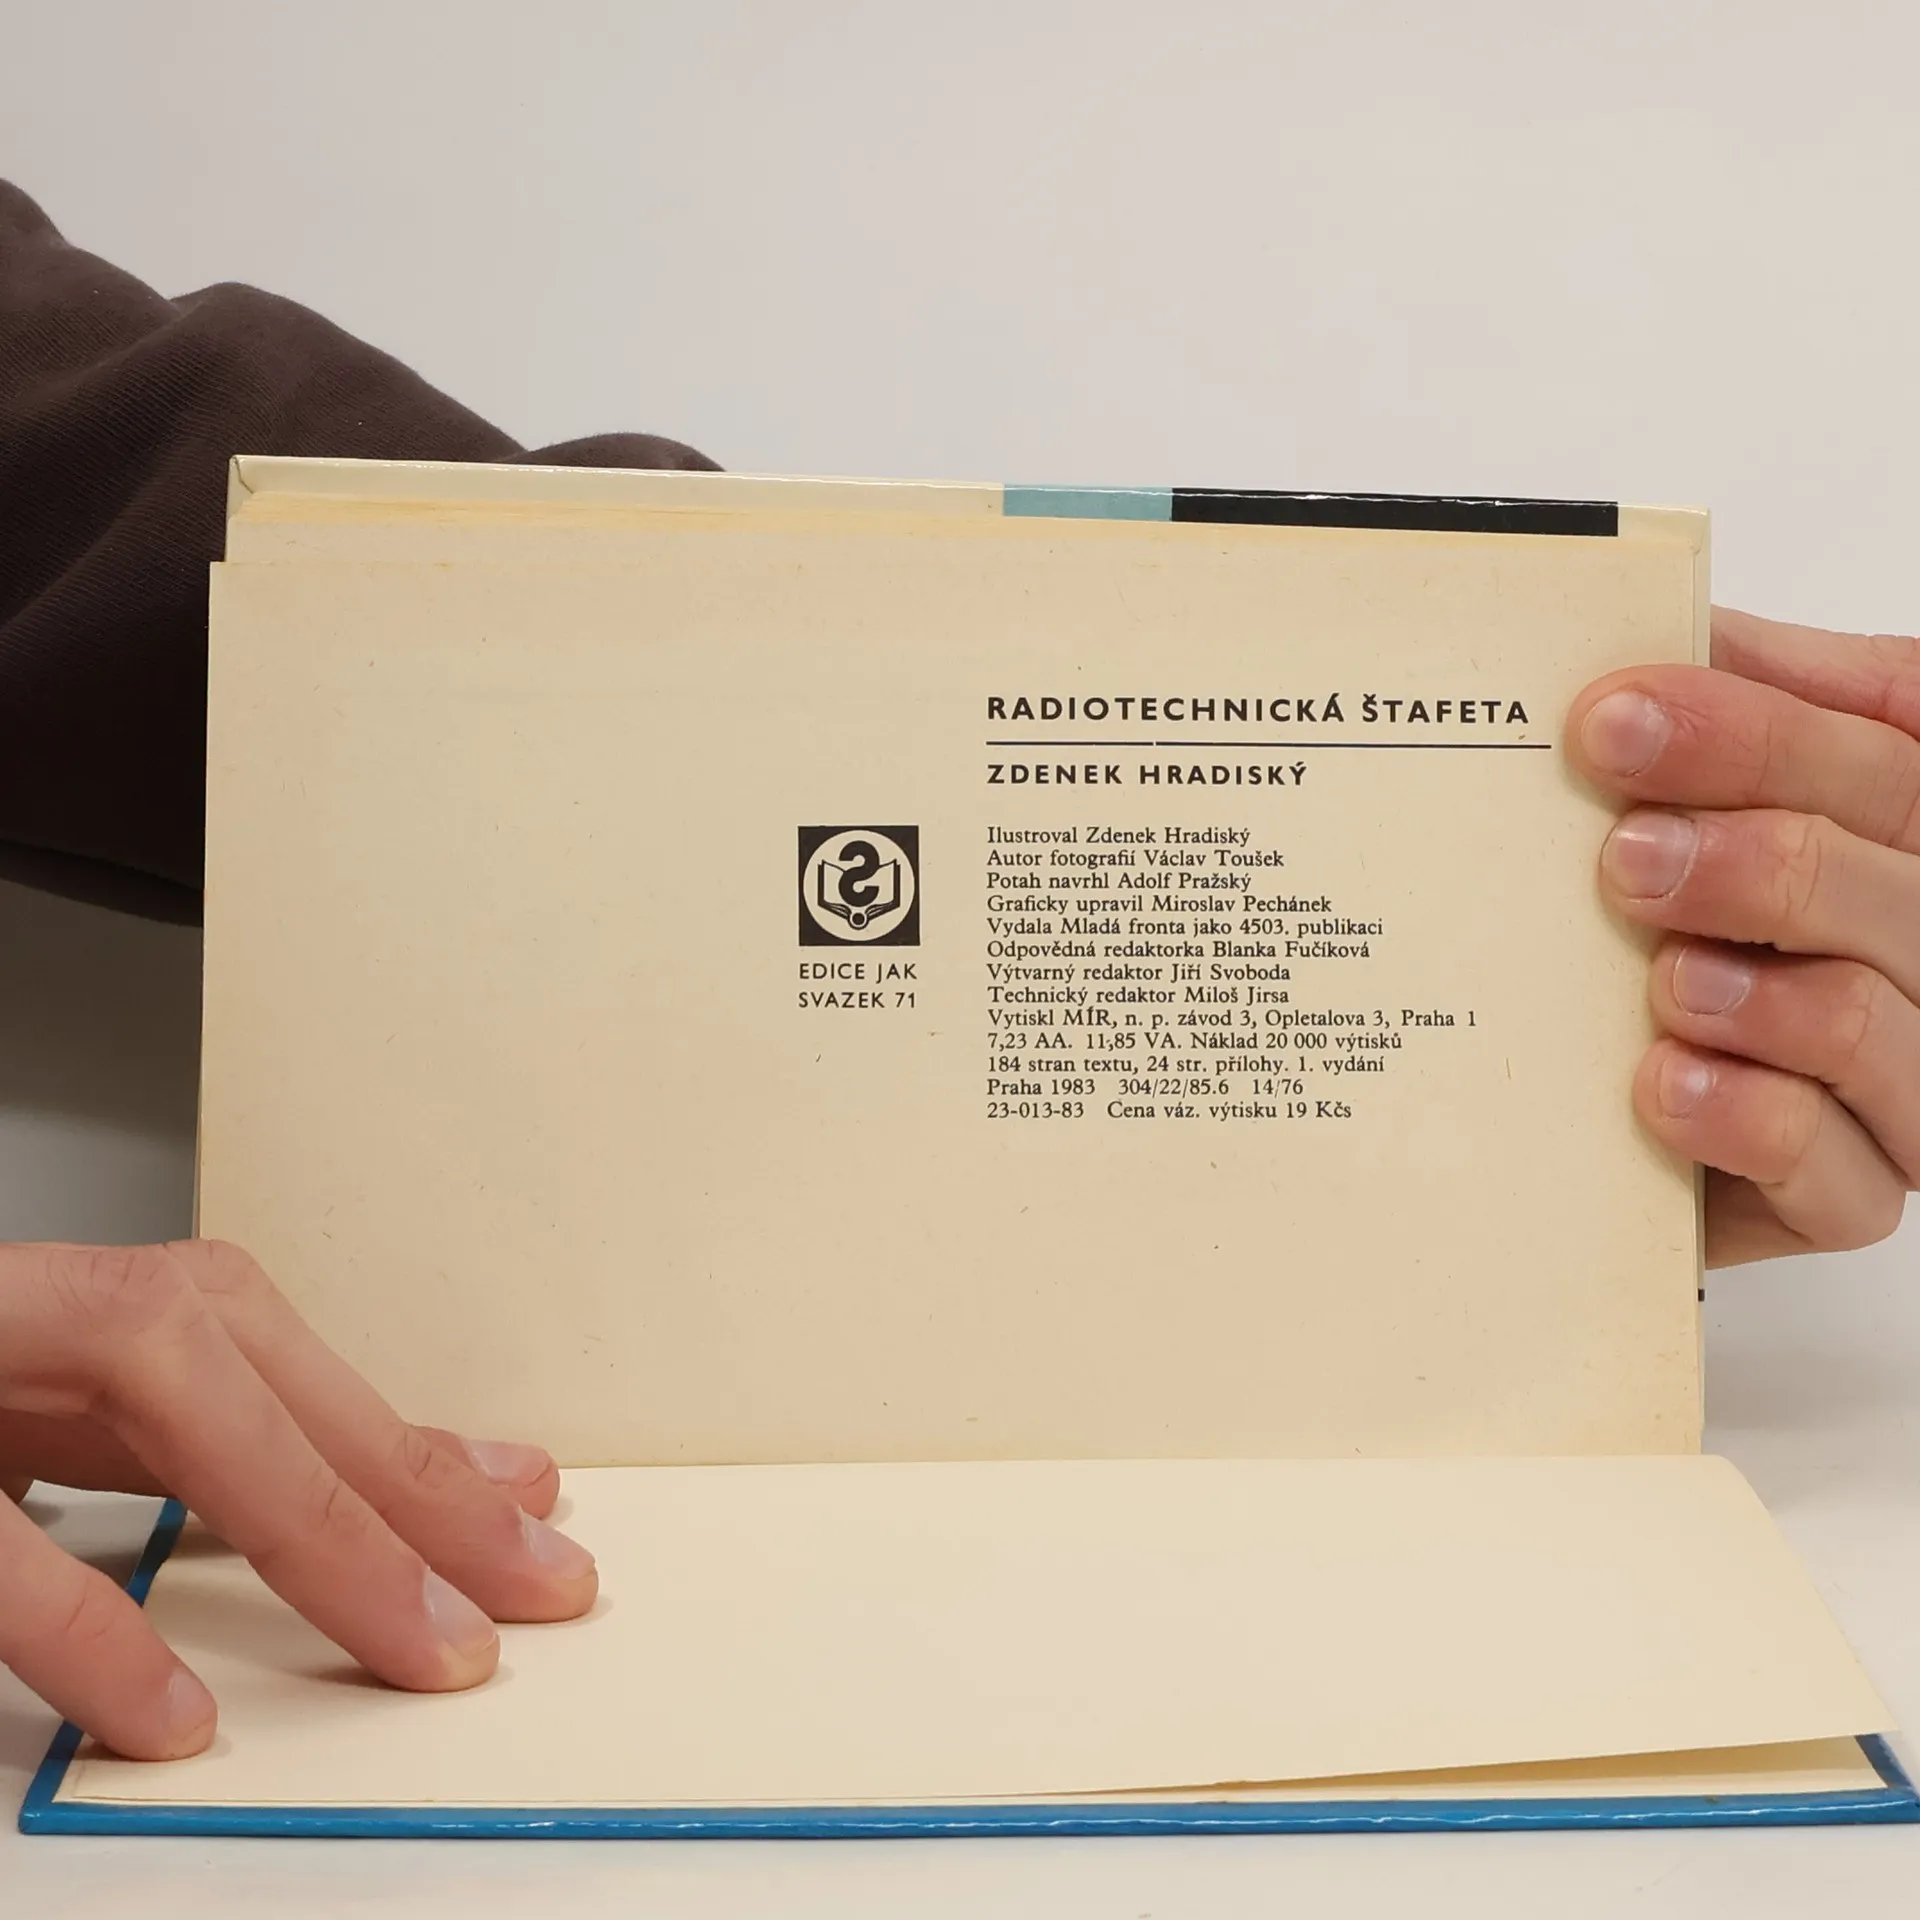 RADIOTECHNICKÁ ŠTAFETA
ZDENEK HRADISKÝ
S
EDICE JAK
SVAZEK 71
Ilustroval Zdenek Hradiský
Autor fotografií Václav Toušek
Potah navrhl Adolf Pražský
Graficky upravil Miroslav Pechánek
Vydala Mladá fronta jako 4503. publikaci
Odpovědná redaktorka Blanka Fučíková
Výtvarný redaktor Jiří Svoboda
Technický redaktor Miloš Jirsa
Vytiskl MÍR, n. p. závod 3, Opletalova 3, Praha 1
7,23 AA. 11,85 VA. Náklad 20 000 výtisků
184 stran textu, 24 str. přílohy. 1. vydání
Praha 1983 304/22/85.6 14/76
23-013-83 Cena váz. výtisku 19 Kčs